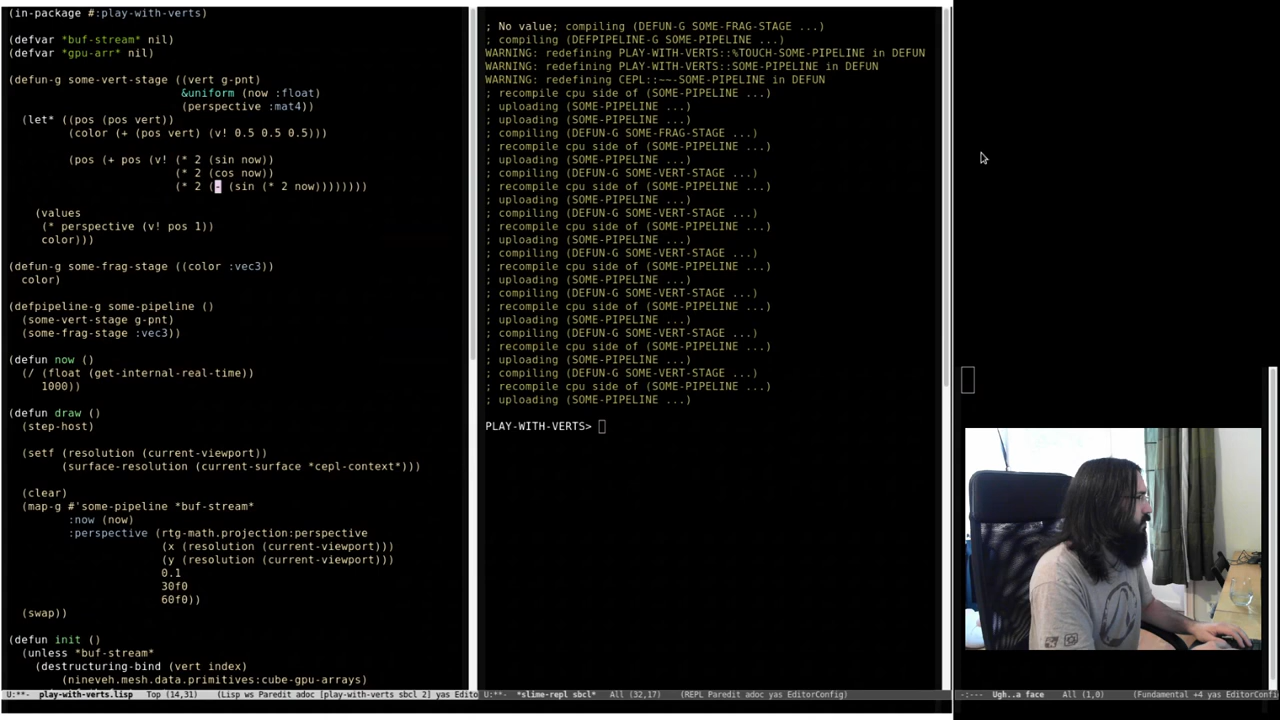 (in-package #:play-with-verts)
(defvar *buf-stream* nil)
(defvar *gpu-arr* nil)
(defun-g some-vert-stage ((vert g-pnt)
&uniform (now :float)
(perspective :mat4))
(let* ((pos (pos vert))
(color (+ (pos vert) (v! 0.5 0.5 0.5)))
(pos (+ pos (v! (* 2 (sin now))
(* 2 (cos now))
(* 2 (- (sin (* 2 now))))))))
(values
(* perspective (v! pos 1))
color)))
(defun-g some-frag-stage ((color :vec3))
color)
(defpipeline-g some-pipeline ()
(some-vert-stage g-pnt)
(some-frag-stage :vec3))
(defun now ()
(/ (float (get-internal-real-time))
1000))
(defun draw ()
(step-host)
(setf (resolution (current-viewport))
(surface-resolution (current-surface *cepl-context*)))
(clear)
(map-g #'some-pipeline *buf-stream*
:now (now)
:perspective (rtg-math.projection:perspective
(x (resolution (current-viewport)))
(y (resolution (current-viewport)))
0.1
30f0
60f0))
(swap))
(defun init ()
(unless *buf-stream*
(destructuring-bind (vert index)
(nineveh.mesh.data.primitives:cube-gpu-arrays)
U:**- play-with-verts.lisp Top (14,31) (Lisp ws Paredit adoc [play-with-verts sbcl 2] yas Edito
; No value; compiling (DEFUN-G SOME-FRAG-STAGE ...)
; compiling (DEFPIPELINE-G SOME-PIPELINE ...)
WARNING: redefining PLAY-WITH-VERTS::%TOUCH-SOME-PIPELINE in DEFUN
WARNING: redefining PLAY-WITH-VERTS::SOME-PIPELINE in DEFUN
WARNING: redefining CEPL::~~-SOME-PIPELINE in DEFUN
; recompile cpu side of (SOME-PIPELINE ...)
; uploading (SOME-PIPELINE ...)
; uploading (SOME-PIPELINE ...)
; compiling (DEFUN-G SOME-FRAG-STAGE ...)
; recompile cpu side of (SOME-PIPELINE ...)
; uploading (SOME-PIPELINE ...)
; compiling (DEFUN-G SOME-VERT-STAGE ...)
; recompile cpu side of (SOME-PIPELINE ...)
; uploading (SOME-PIPELINE ...)
; compiling (DEFUN-G SOME-VERT-STAGE ...)
; recompile cpu side of (SOME-PIPELINE ...)
; uploading (SOME-PIPELINE ...)
; compiling (DEFUN-G SOME-VERT-STAGE ...)
; recompile cpu side of (SOME-PIPELINE ...)
; uploading (SOME-PIPELINE ...)
; compiling (DEFUN-G SOME-VERT-STAGE ...)
; recompile cpu side of (SOME-PIPELINE ...)
; uploading (SOME-PIPELINE ...)
; compiling (DEFUN-G SOME-VERT-STAGE ...)
; recompile cpu side of (SOME-PIPELINE ...)
; uploading (SOME-PIPELINE ...)
; compiling (DEFUN-G SOME-VERT-STAGE ...)
; recompile cpu side of (SOME-PIPELINE ...)
; uploading (SOME-PIPELINE ...)
PLAY-WITH-VERTS>
U:**- *slime-repl sbcl* All (32,17) (REPL Paredit adoc yas EditorConfig)
-:--- Ugh..a face All (1,0) (Fundamental +4 yas EditorConfi